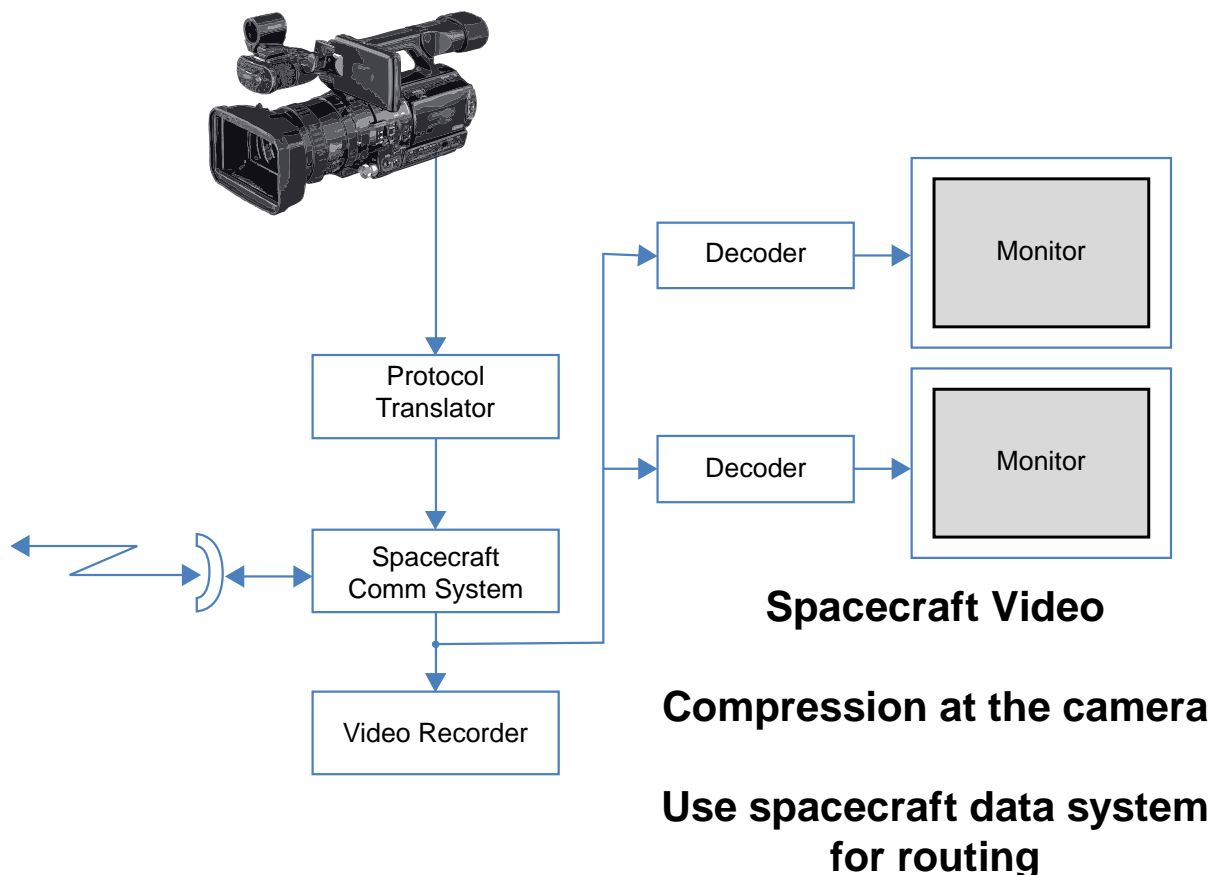 Decoder
Monitor
Protocol
Translator
Decoder
Monitor
Spacecraft
Comm System
Video Recorder
Spacecraft Video
Compression at the camera
Use spacecraft data system
for routing